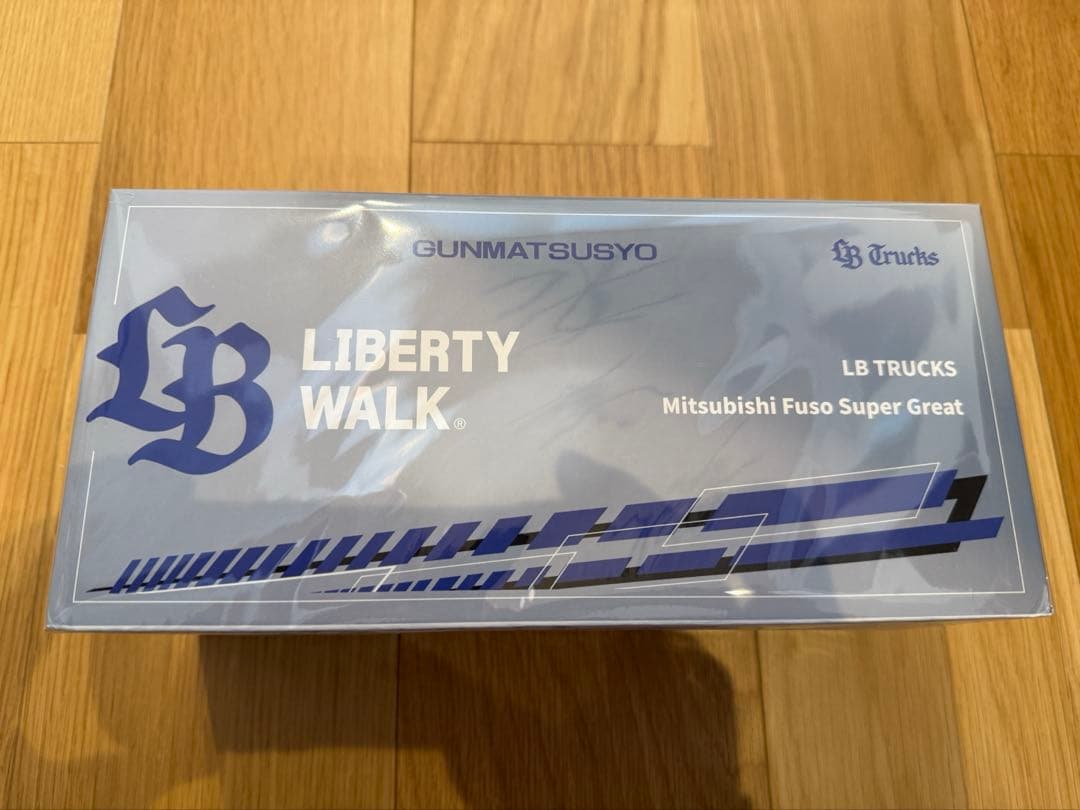 GUNMATSUSYO
LB Trucks
LB
LIBERTY
WALK®
LB TRUCKS
Mitsubishi Fuso Super Great